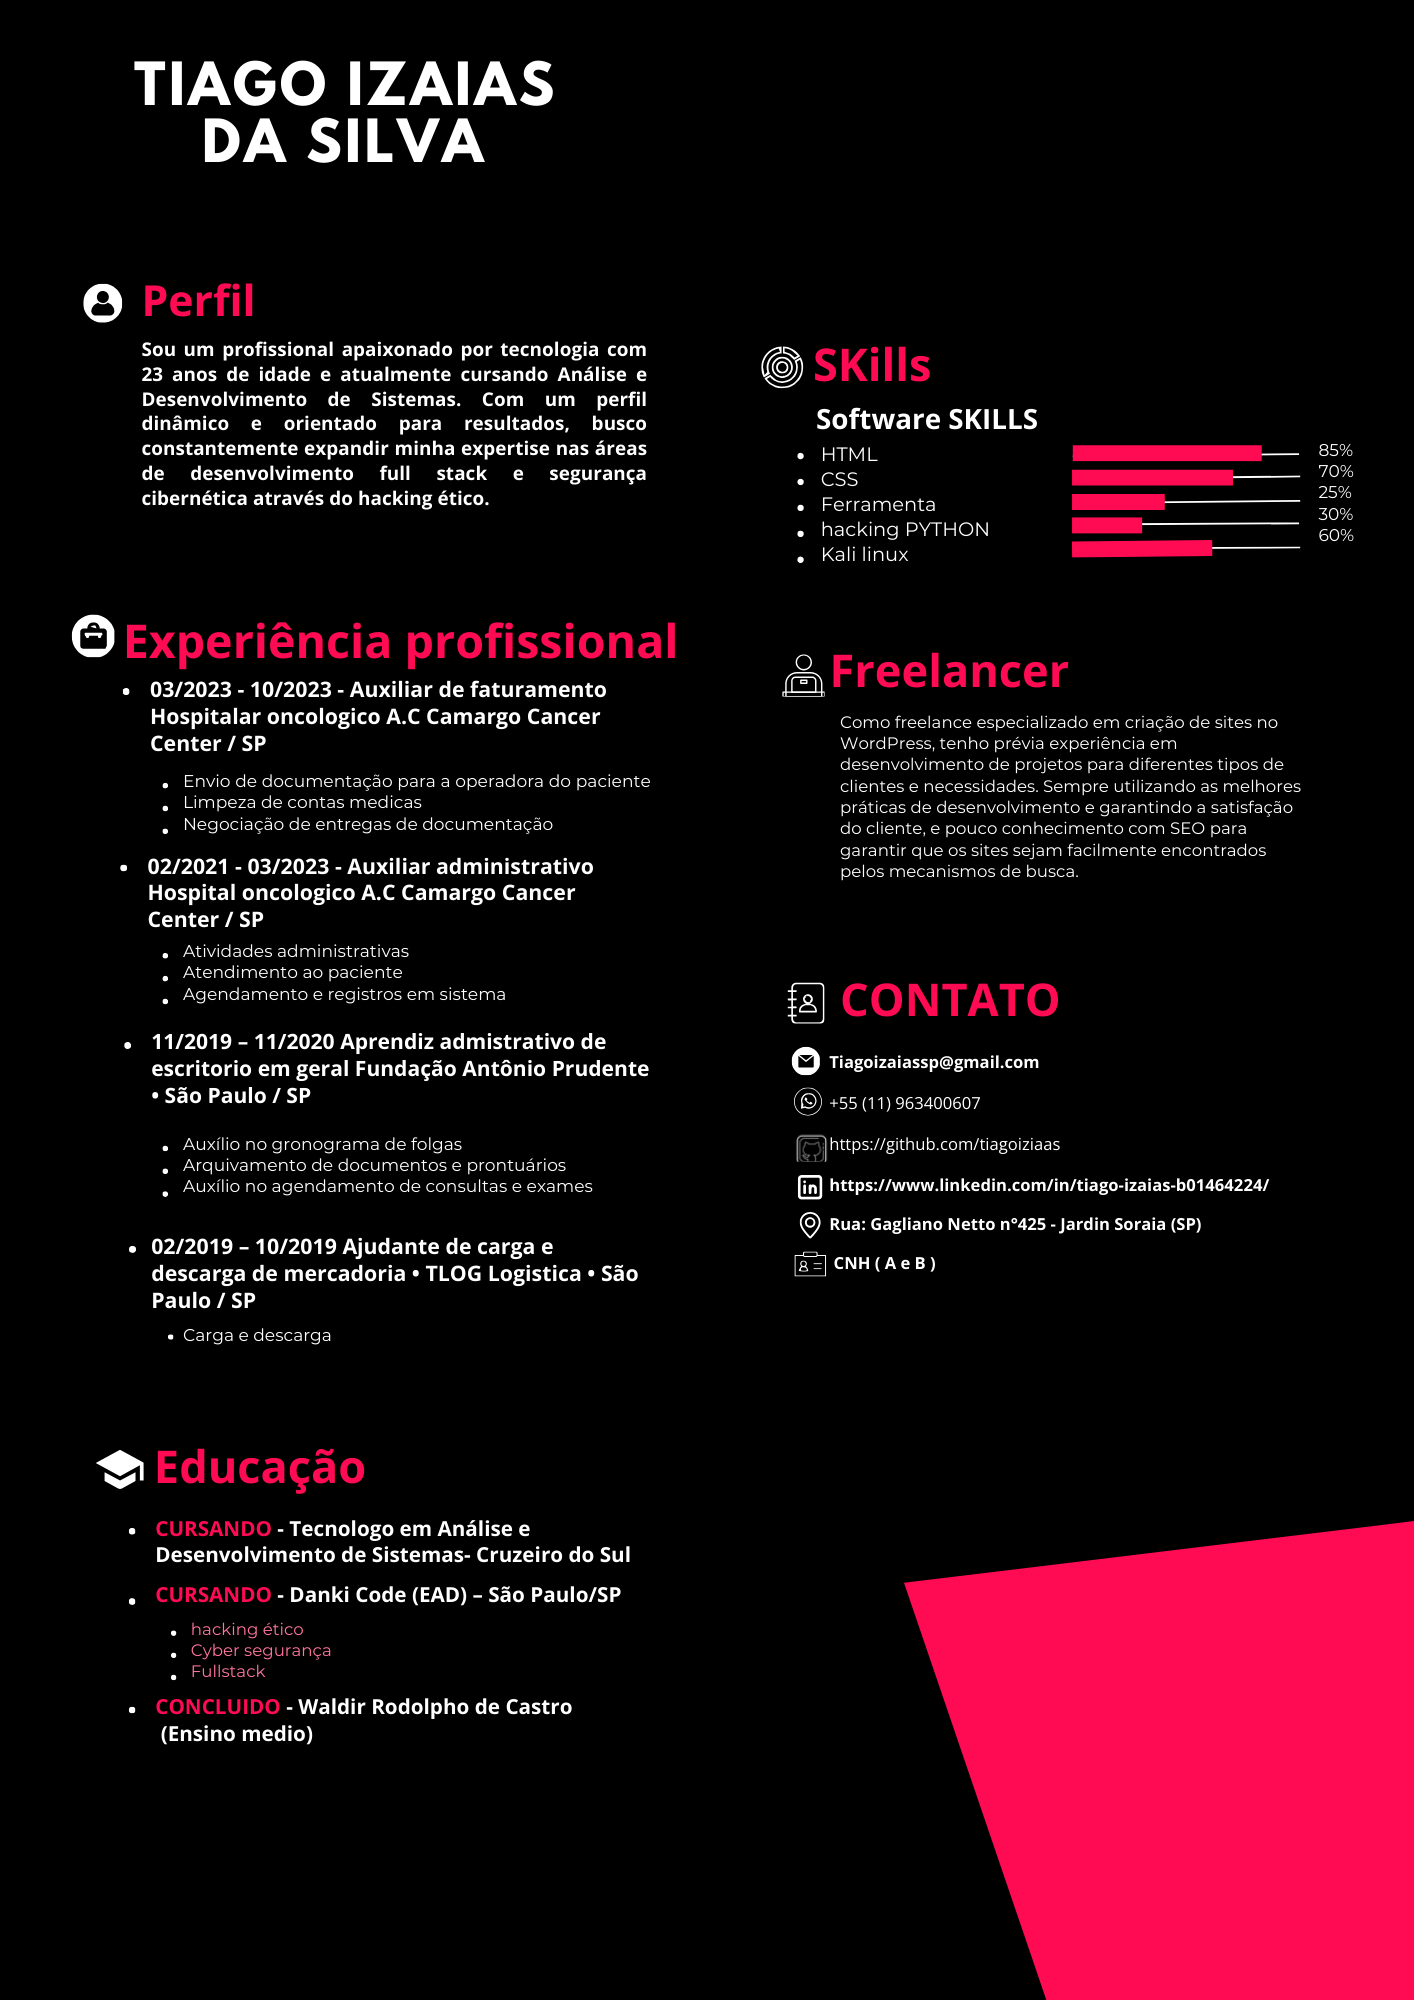 TIAGO IZAIAS
DA SILVA
Perfil
Sou um profissional apaixonado por tecnologia com
23 anos de idade e atualmente cursando Análise e
Desenvolvimento de Sistemas. Com um perfil
dinâmico e orientado para resultados, busco
constantemente expandir minha expertise nas áreas
de desenvolvimento full stack e segurança
cibernética através do hacking ético.
Experiência profissional
• 03/2023 - 10/2023 - Auxiliar de faturamento
Hospitalar oncologico A.C Camargo Cancer
Center / SP
• Envio de documentação para a operadora do paciente
• Limpeza de contas medicas
• Negociação de entregas de documentação
• 02/2021 - 03/2023 - Auxiliar administrativo
Hospital oncologico A.C Camargo Cancer
Center / SP
• Atividades administrativas
• Atendimento ao paciente
• Agendamento e registros em sistema
• 11/2019 – 11/2020 Aprendiz admistrativo de
escritorio em geral Fundação Antônio Prudente
• São Paulo / SP
• Auxílio no gronograma de folgas
• Arquivamento de documentos e prontuários
• Auxílio no agendamento de consultas e exames
• 02/2019 – 10/2019 Ajudante de carga e
descarga de mercadoria • TLOG Logistica • São
Paulo / SP
• Carga e descarga
Educação
• CURSANDO - Tecnologo em Análise e
Desenvolvimento de Sistemas- Cruzeiro do Sul
• CURSANDO - Danki Code (EAD) – São Paulo/SP
• hacking ético
• Cyber segurança
• Fullstack
• CONCLUIDO - Waldir Rodolpho de Castro
(Ensino medio)
SKills
Software SKILLS
• HTML 85%
• CSS 70%
• Ferramenta 25%
• hacking PYTHON 30%
• Kali linux 60%
Freelancer
Como freelance especializado em criação de sites no
WordPress, tenho prévia experiência em
desenvolvimento de projetos para diferentes tipos de
clientes e necessidades. Sempre utilizando as melhores
práticas de desenvolvimento e garantindo a satisfação
do cliente, e pouco conhecimento com SEO para
garantir que os sites sejam facilmente encontrados
pelos mecanismos de busca.
CONTATO
Tiagoizaiassp@gmail.com
+55 (11) 963400607
https://github.com/tiagoiziaas
https://www.linkedin.com/in/tiago-izaias-b01464224/
Rua: Gagliano Netto n°425 - Jardin Soraia (SP)
CNH ( A e B )